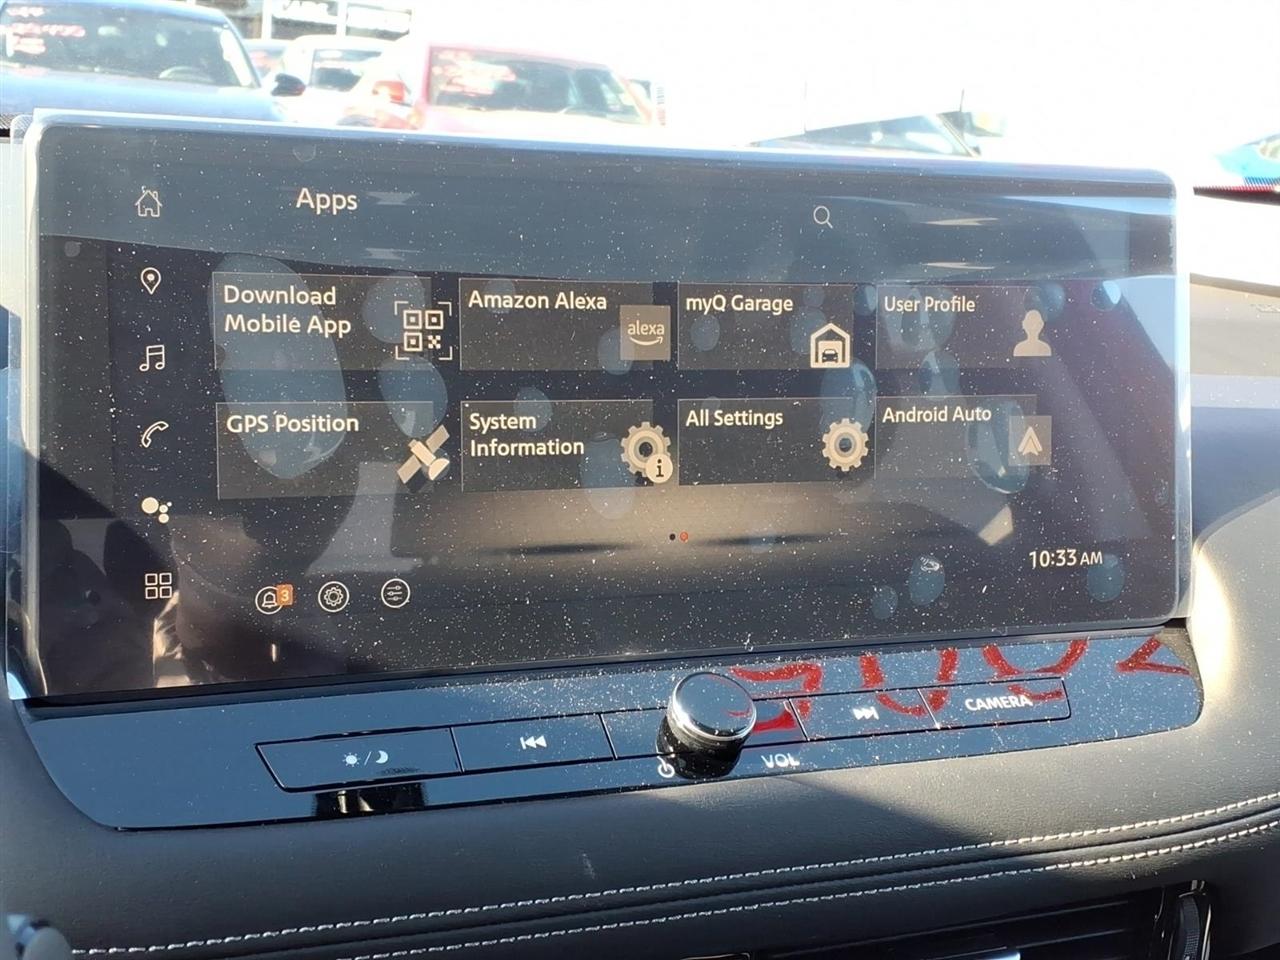 Apps
Download
Mobile App
Amazon Alexa
alexa
myQ Garage
User Profile
GPS Position
System
Information
i
All Settings
Android Auto
3
10:33 AM
VOL
CAMERA